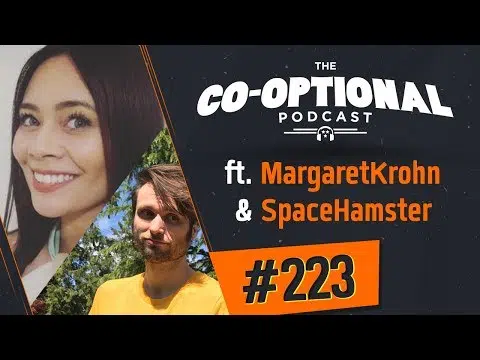 THE
CO-OPTIONAL
PODCAST
ft. MargaretKrohn
& SpaceHamster
#223